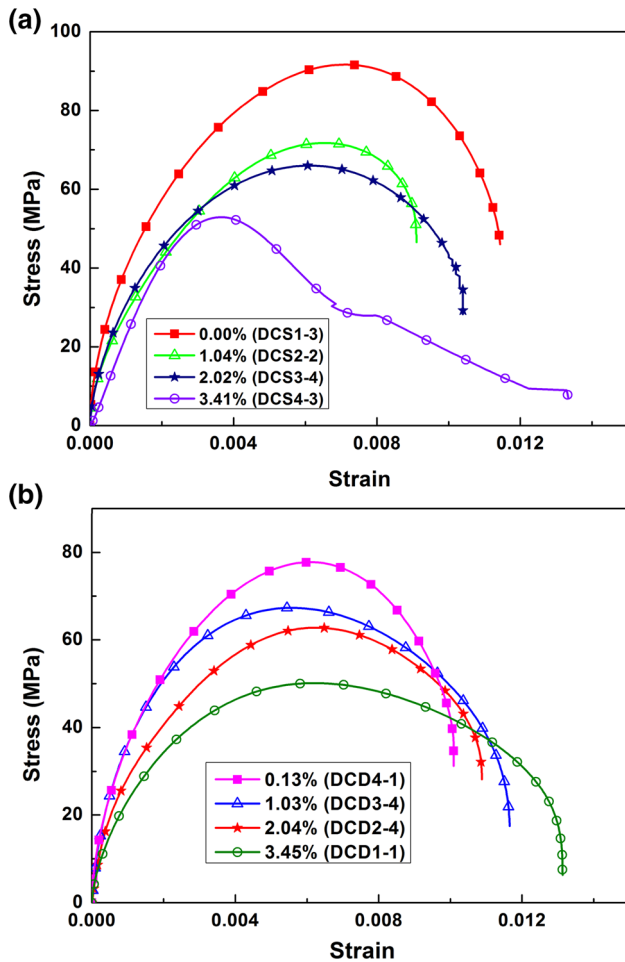 (a)
100
80
60
40
20
0
Stress (MPa)
0.00% (DCS1-3)
1.04% (DCS2-2)
2.02% (DCS3-4)
3.41% (DCS4-3)
0.000
0.004
0.008
0.012
Strain
(b)
80
60
40
20
0
Stress (MPa)
0.13% (DCD4-1)
1.03% (DCD3-4)
2.04% (DCD2-4)
3.45% (DCD1-1)
0.000
0.004
0.008
0.012
Strain